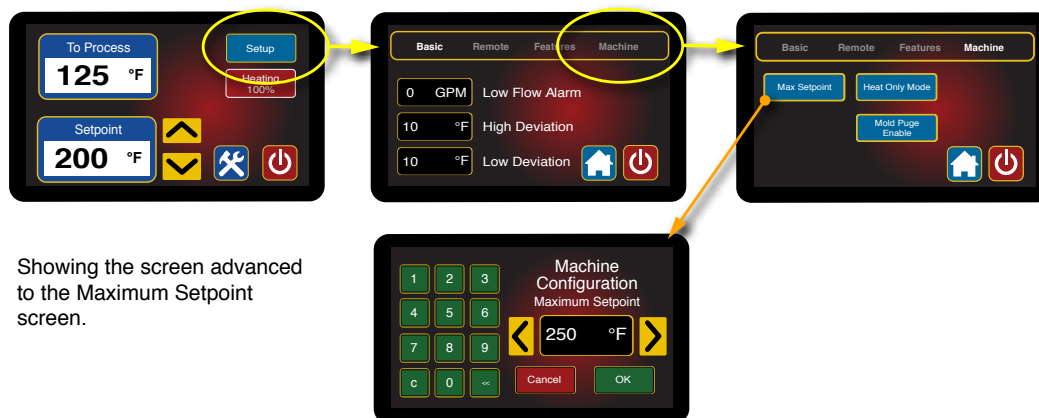 To Process
125 °F
Setup
Heating
100%
Setpoint
200 °F
Basic Remote Features Machine
0 GPM Low Flow Alarm
10 °F High Deviation
10 °F Low Deviation
Basic Remote Features Machine
Max Setpoint Heat Only Mode
Mold Puge
Enable
Showing the screen advanced
to the Maximum Setpoint
screen.
Machine
Configuration
Maximum Setpoint
250 °F
1 2 3
4 5 6
7 8 9
c 0 <<
Cancel OK